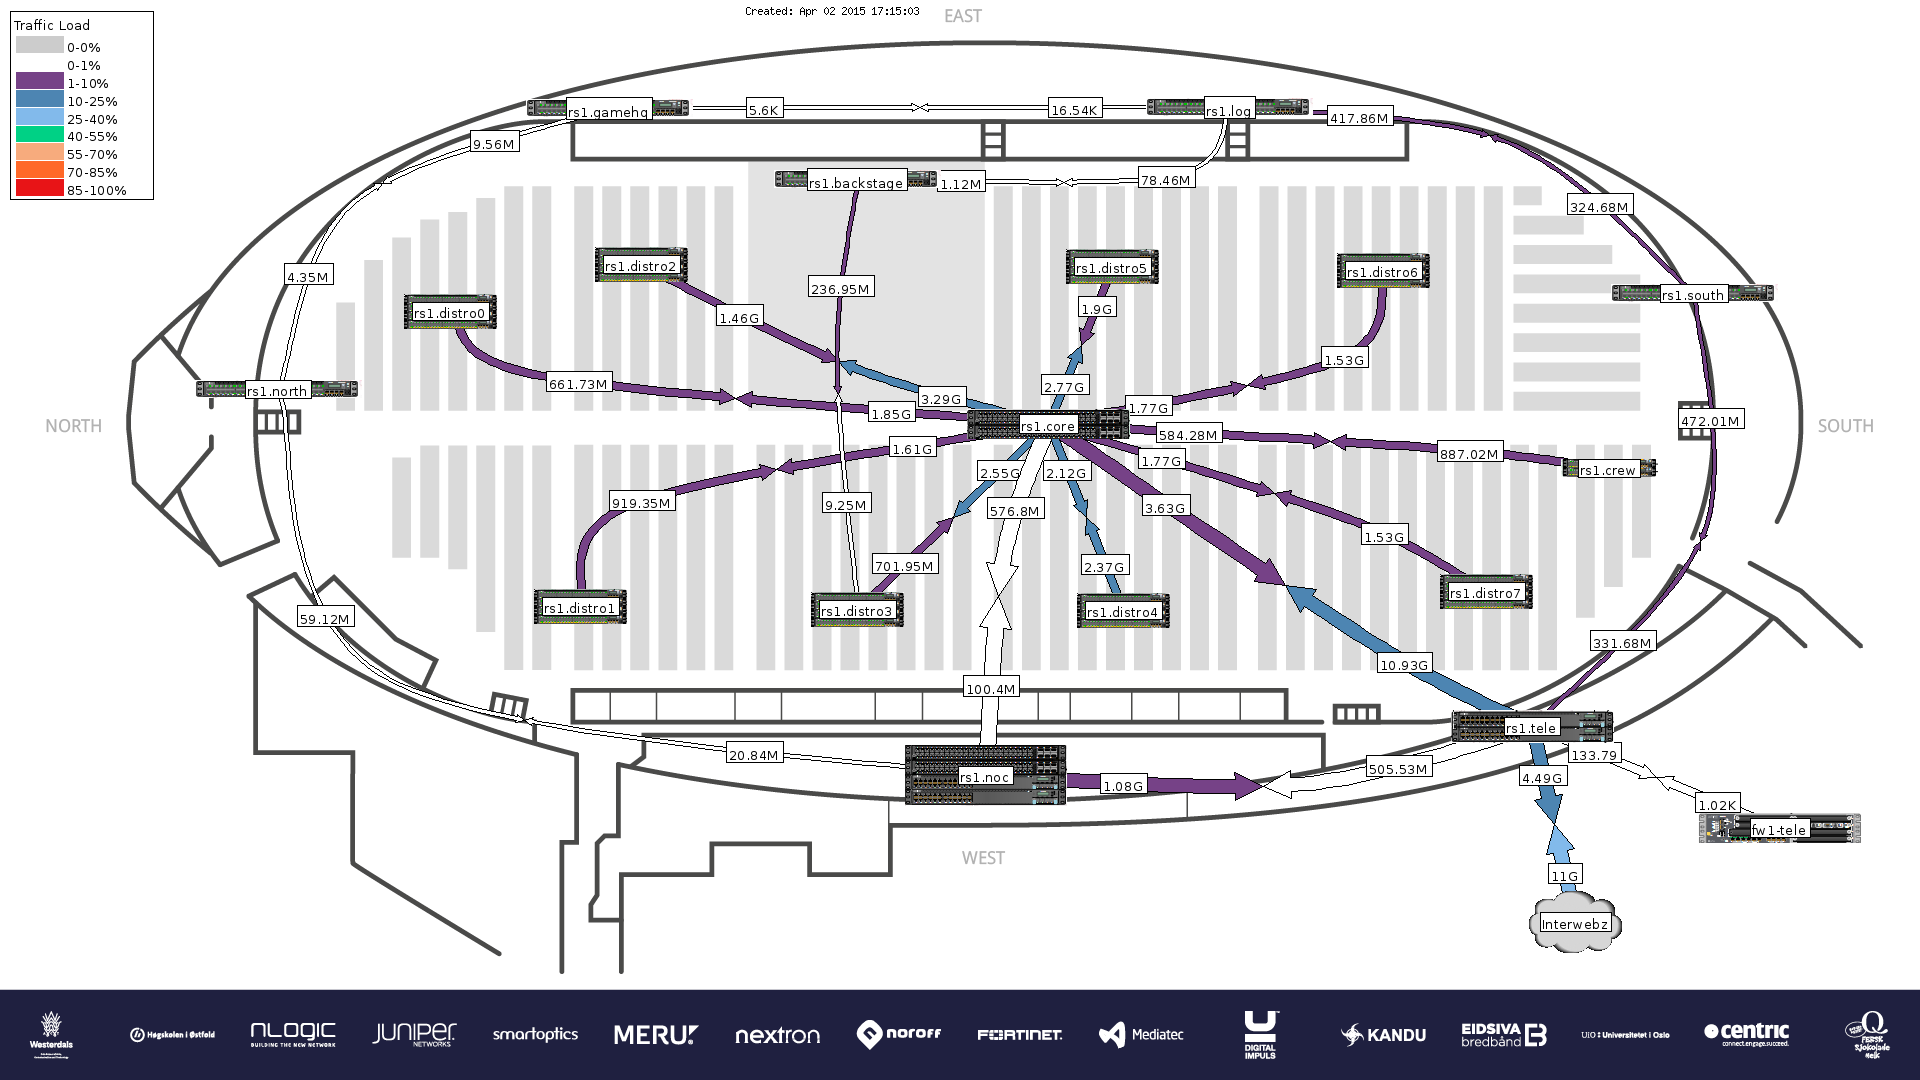 Created: Apr 02 2015 17:15:03
EAST
Traffic Load
0-0%
0-1%
1-10%
10-25%
25-40%
40-55%
55-70%
70-85%
85-100%
rs1.gamehq
5.6K
16.54K
rs1.log
417.86M
9.56M
rs1.backstage
1.12M
78.46M
324.68M
4.35M
rs1.distro2
236.95M
rs1.distro5
rs1.distro6
rs1.south
rs1.distro0
1.46G
1.9G
1.53G
rs1.north
661.73M
3.29G
2.77G
1.85G
1.77G
472.01M
NORTH
rs1.core
SOUTH
1.61G
584.28M
887.02M
rs1.crew
2.55G
2.12G
1.77G
919.35M
9.25M
576.8M
3.63G
1.53G
701.95M
2.37G
rs1.distro1
rs1.distro3
rs1.distro4
rs1.distro7
59.12M
331.68M
10.93G
100.4M
rs1.tele
20.84M
rs1.noc
1.08G
505.53M
133.79
4.49G
1.02K
fw1-tele
WEST
11G
Interwebz
Westerdals
Høgskolen i Østfold
nLOGIC
BUILDING THE NEW NETWORK
JUNIPER
NETWORKS
smartoptics
MERU
nextron
noroff
FORTINET
Mediatec
DIGITAL
IMPULS
KANDU
EIDSIVA
bredbånd
UiO Universitetet i Oslo
centric
connect.engage.succeed.